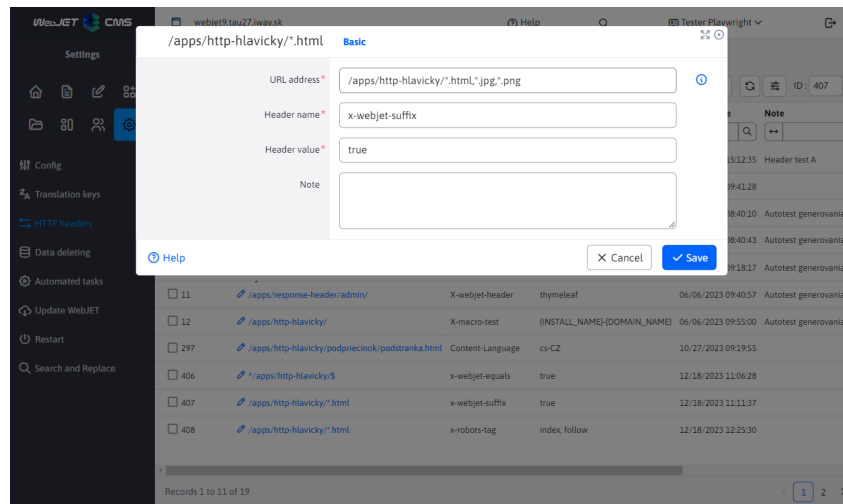 WebJET CMS
webjet9.tau27.iway.sk
Help
Tester Playwright
Settings
/apps/http-hlavicky/*.html
Basic
URL address*
/apps/http-hlavicky/*.html,*.jpg,*.png
Header name*
x-webjet-suffix
Header value*
true
Note
Help
Cancel
Save
ID: 407
Note
15:12:35 Header test A
09:41:28
08:40:10 Autotest generovania
08:40:43 Autotest generovania
09:18:17 Autotest generovania
Config
Translation keys
HTTP headers
Data deleting
Automated tasks
Update WebJET
Restart
Search and Replace
11 /apps/response-header/admin/ X-webjet-header thymeleaf 06/06/2023 09:40:57 Autotest generovania
12 /apps/http-hlavicky/ X-macro-test {INSTALL_NAME}-{DOMAIN_NAME} 06/06/2023 09:55:00 Autotest generovania
297 /apps/http-hlavicky/podpriecinok/podstranka.html Content-Language cs-CZ 10/27/2023 09:19:55
406 ^/apps/http-hlavicky/$ x-webjet-equals true 12/18/2023 11:06:28
407 /apps/http-hlavicky/*.html x-webjet-suffix true 12/18/2023 11:11:37
408 /apps/http-hlavicky/*.html x-robots-tag index, follow 12/18/2023 12:25:30
Records 1 to 11 of 19
1 2